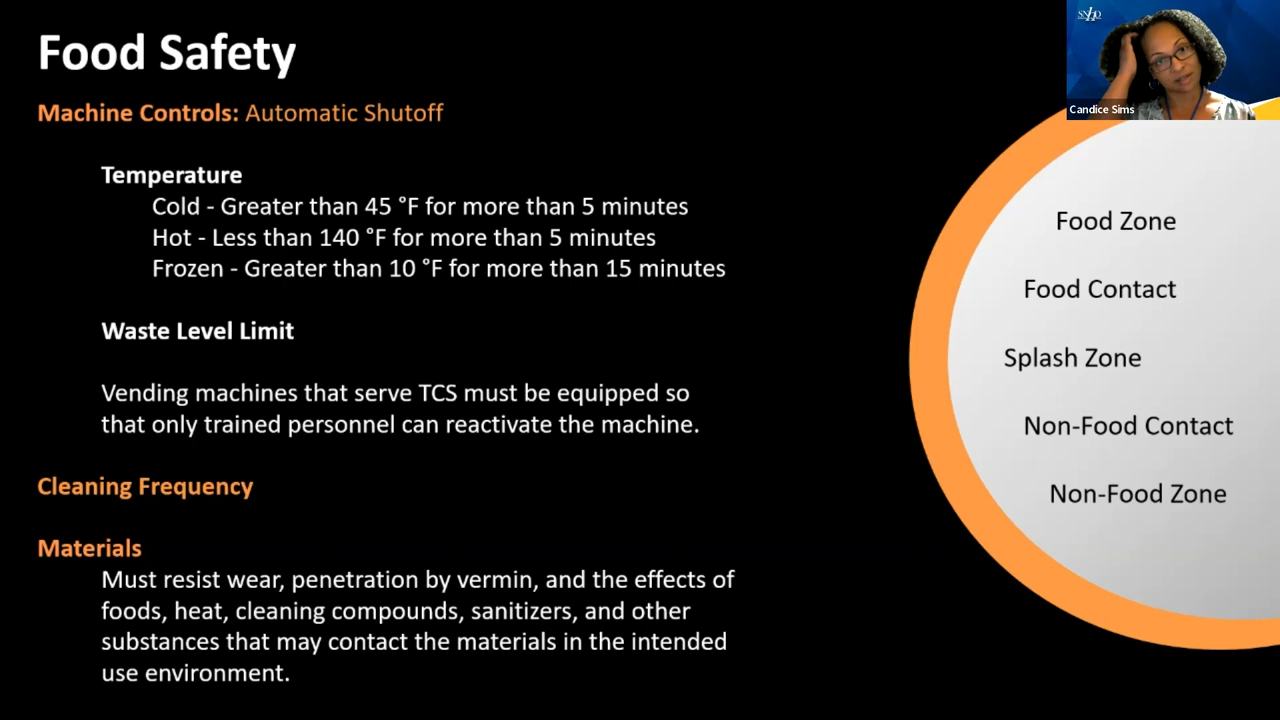 Food Safety
Machine Controls: Automatic Shutoff
Temperature
Cold - Greater than 45 °F for more than 5 minutes
Hot - Less than 140 °F for more than 5 minutes
Frozen - Greater than 10 °F for more than 15 minutes
Waste Level Limit
Vending machines that serve TCS must be equipped so
that only trained personnel can reactivate the machine.
Cleaning Frequency
Materials
Must resist wear, penetration by vermin, and the effects of
foods, heat, cleaning compounds, sanitizers, and other
substances that may contact the materials in the intended
use environment.
Candice Sims
Food Zone
Food Contact
Splash Zone
Non-Food Contact
Non-Food Zone